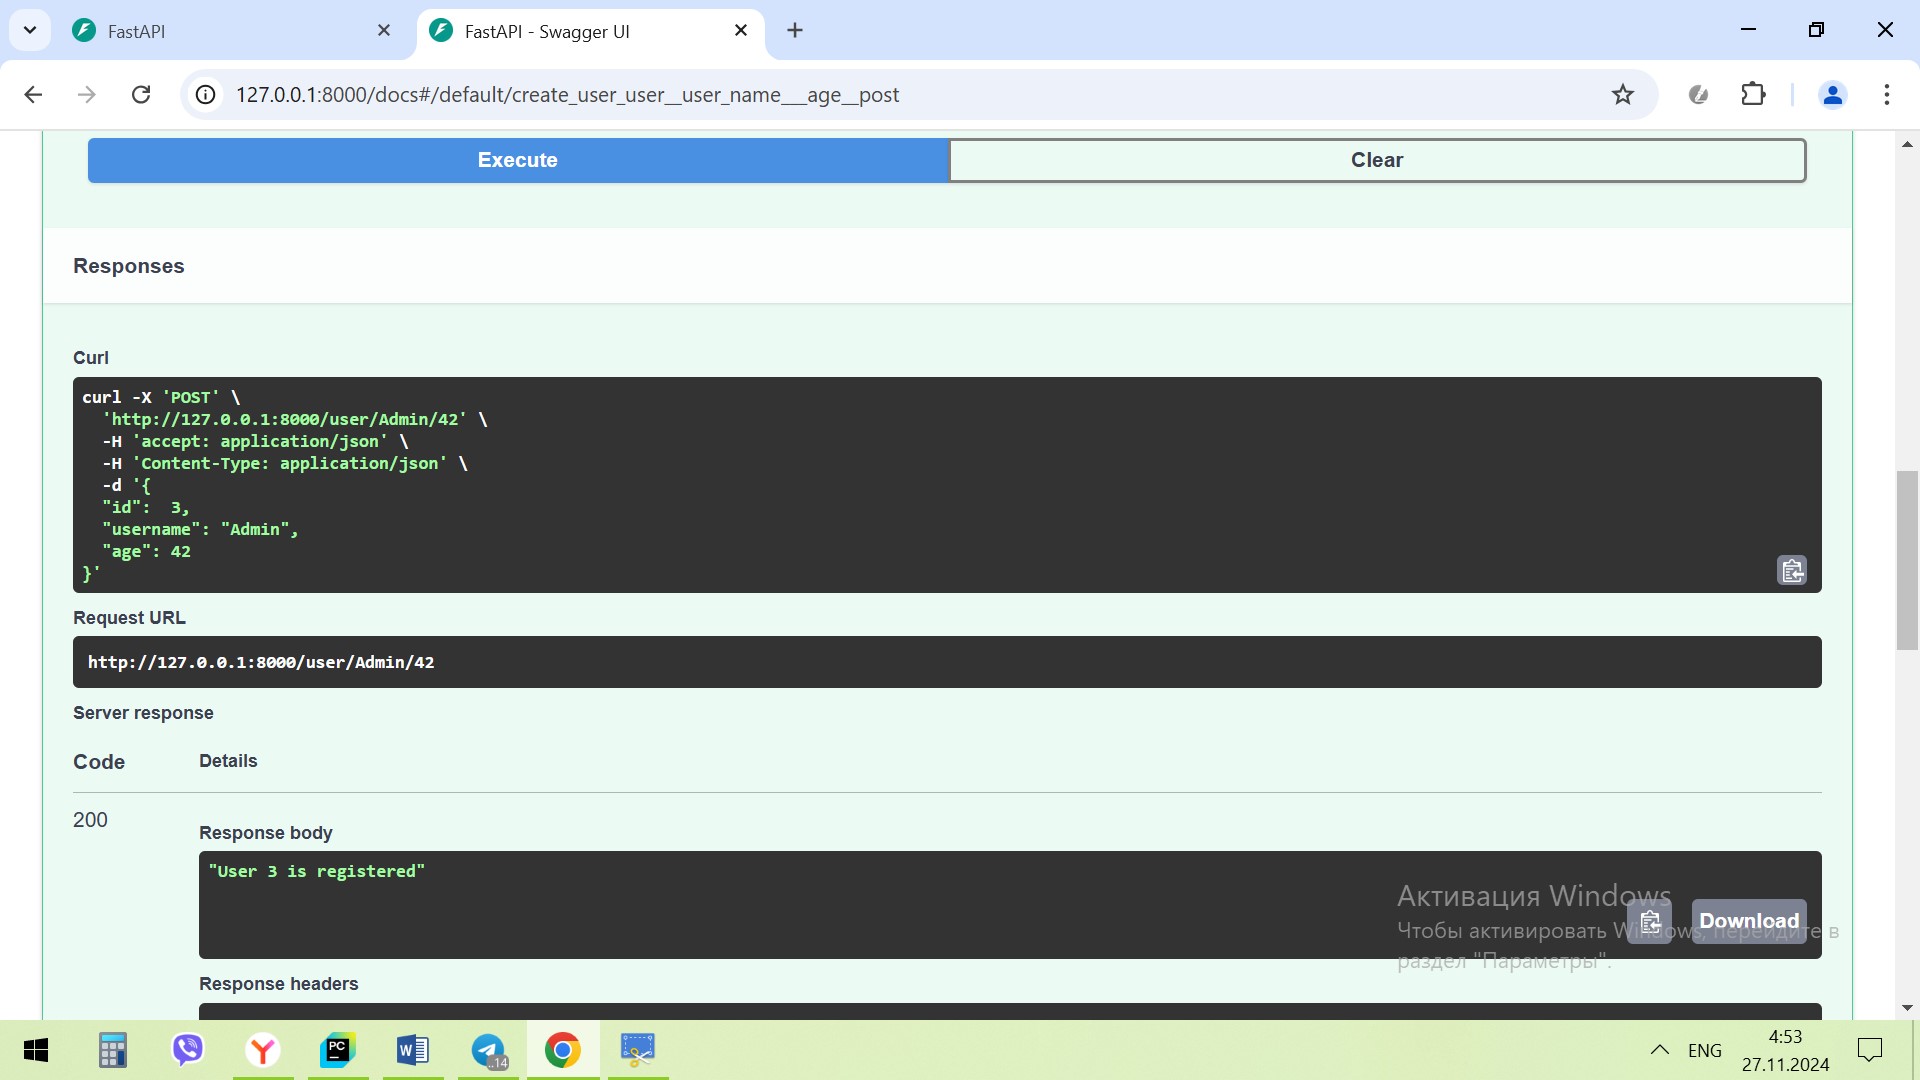 FastAPI
FastAPI - Swagger UI
127.0.0.1:8000/docs#/default/create_user_user__user_name___age__post
Execute
Clear
Responses
Curl
curl -X 'POST' \
'http://127.0.0.1:8000/user/Admin/42' \
-H 'accept: application/json' \
-H 'Content-Type: application/json' \
-d '{
"id":  3,
"username": "Admin",
"age": 42
}'
Request URL
http://127.0.0.1:8000/user/Admin/42
Server response
Code
Details
200
Response body
"User 3 is registered"
Download
Активация Windows
Чтобы активировать Windows, перейдите в
раздел "Параметры".
Response headers
PC
W
..14
ENG
4:53
27.11.2024